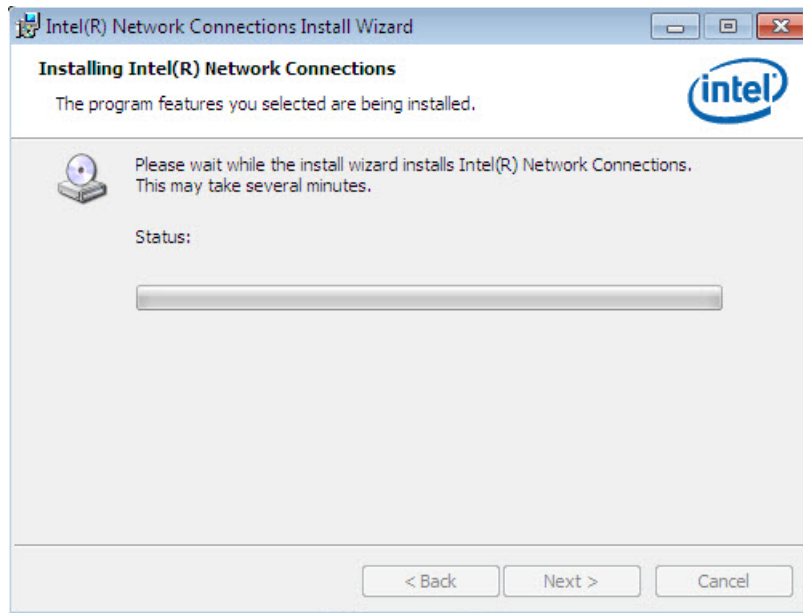 Intel(R) Network Connections Install Wizard
Installing Intel(R) Network Connections
The program features you selected are being installed.
intel
Please wait while the install wizard installs Intel(R) Network Connections.
This may take several minutes.
Status:
< Back
Next >
Cancel